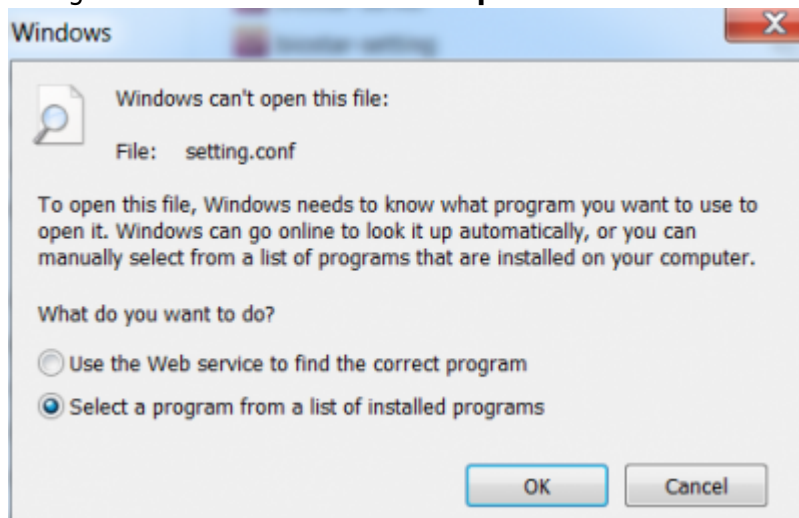 Windows
Windows can't open this file:
File: setting.conf
To open this file, Windows needs to know what program you want to use to
open it. Windows can go online to look it up automatically, or you can
manually select from a list of programs that are installed on your computer.
What do you want to do?
Use the Web service to find the correct program
Select a program from a list of installed programs
OK
Cancel